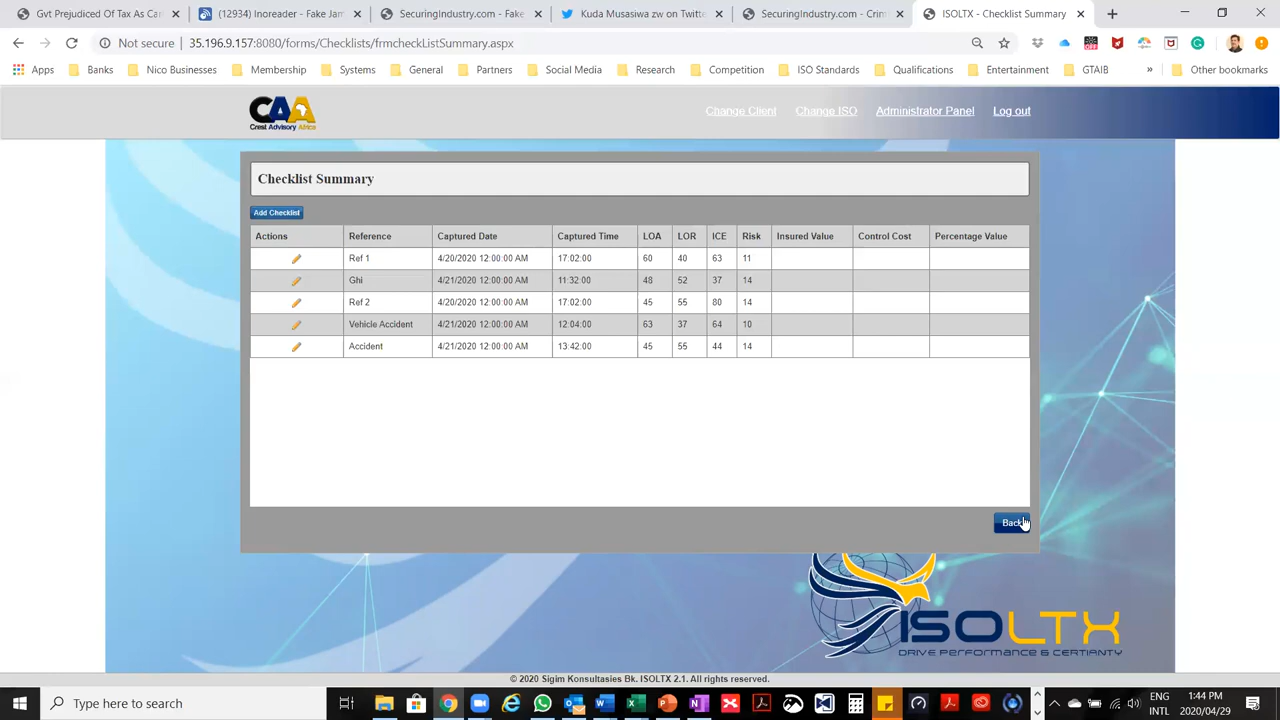 Gvt Prejudiced Of Tax As Car
(12934) Inoreader - Fake Jam
SecuringIndustry.com - Fake
Kuda Musasiwa zw on Twitte
SecuringIndustry.com - Crim
ISOLTX - Checklist Summary
Not secure 35.196.9.157:8080/forms/Checklists/frmCheckListSummary.aspx
Apps Banks Nico Businesses Membership Systems General Partners Social Media Research Competition ISO Standards Qualifications Entertainment GTAIB » Other bookmarks
CAA
Crest Advisory Africa
Change Client Change ISO Administrator Panel Log out
Checklist Summary
Add Checklist
Actions Reference Captured Date Captured Time LOA LOR ICE Risk Insured Value Control Cost Percentage Value
Ref 1 4/20/2020 12:00:00 AM 17:02:00 60 40 63 11
Ghi 4/21/2020 12:00:00 AM 11:32:00 48 52 37 14
Ref 2 4/20/2020 12:00:00 AM 17:02:00 45 55 80 14
Vehicle Accident 4/21/2020 12:00:00 AM 12:04:00 63 37 64 10
Accident 4/21/2020 12:00:00 AM 13:42:00 45 55 44 14
Back
ISOLTX
DRIVE PERFORMANCE & CERTIANTY
© 2020 Sigim Konsultasies Bk. ISOLTX 2.1. All rights reserved.
Type here to search
ENG 1:44 PM
INTL 2020/04/29